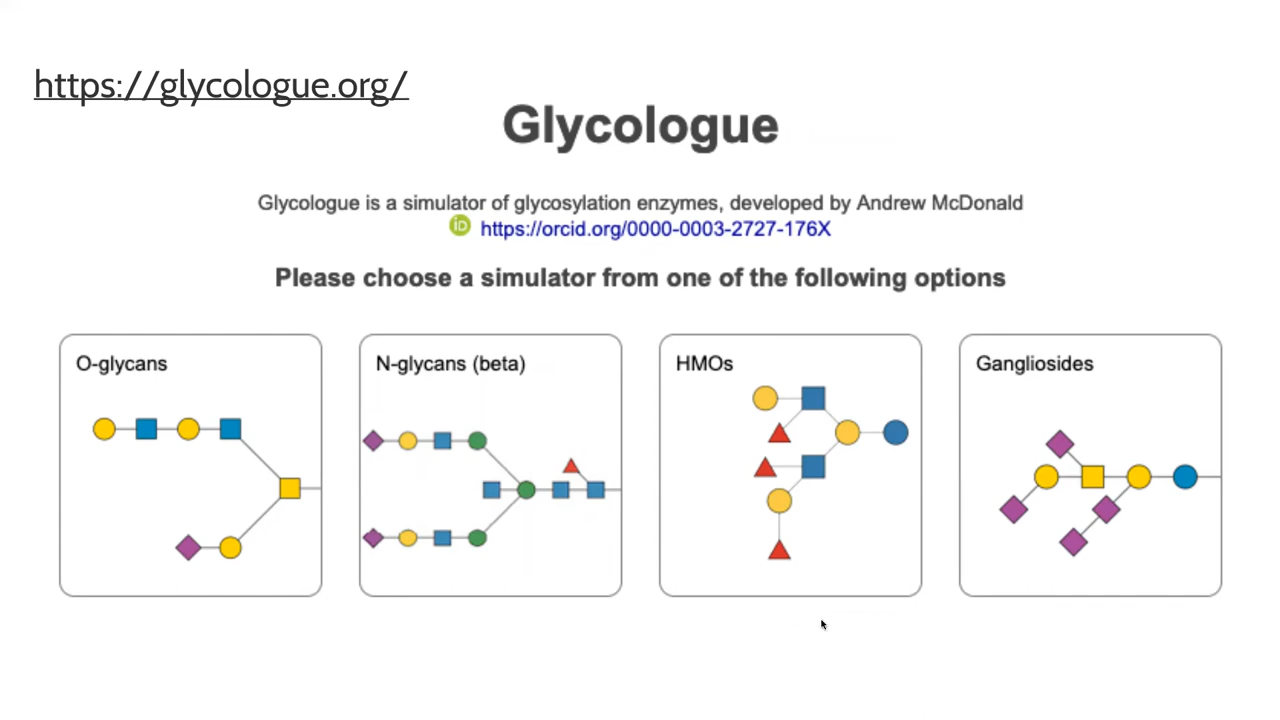 https://glycologue.org/
Glycologue
Glycologue is a simulator of glycosylation enzymes, developed by Andrew McDonald
iD https://orcid.org/0000-0003-2727-176X
Please choose a simulator from one of the following options
O-glycans
N-glycans (beta)
HMOs
Gangliosides